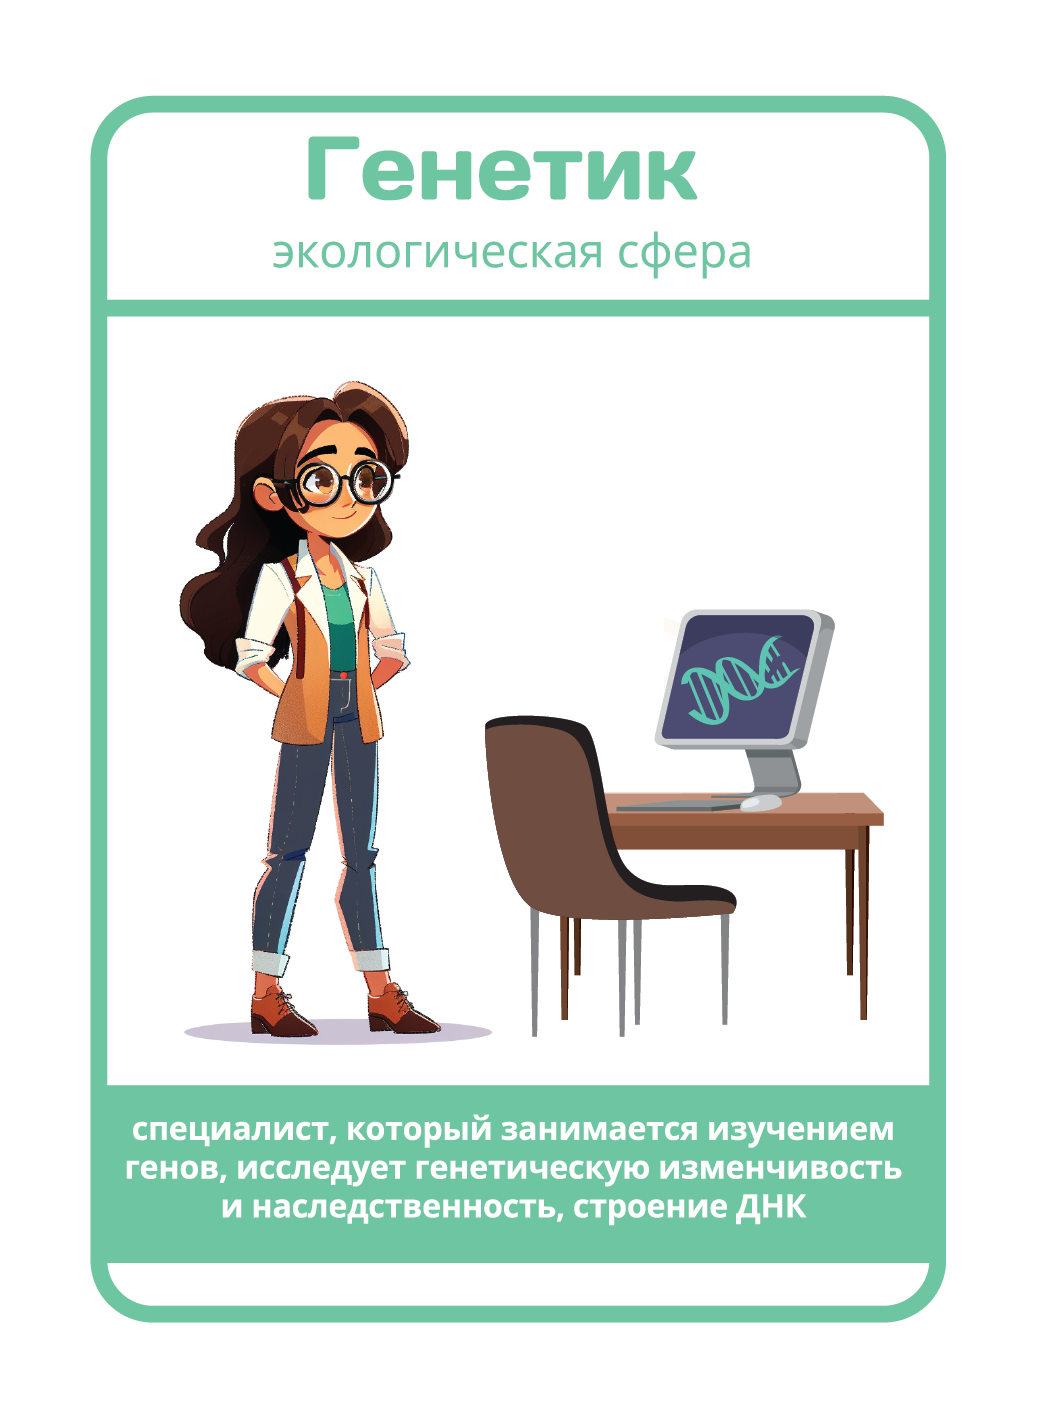 Генетик
экологическая сфера
специалист, который занимается изучением
генов, исследует генетическую изменчивость
и наследственность, строение ДНК